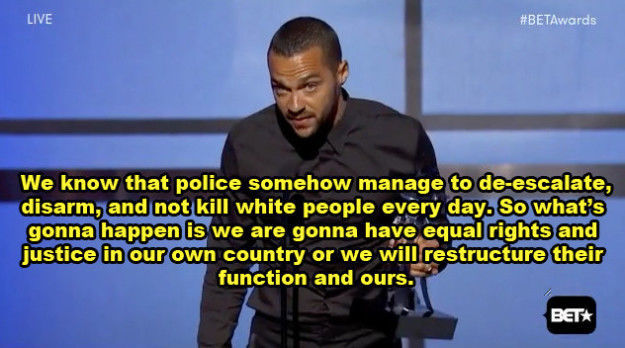 LIVE
#BETAwards
We know that police somehow manage to de-escalate,
disarm, and not kill white people every day. So what's
gonna happen is we are gonna have equal rights and
justice in our own country or we will restructure their
function and ours.
BET★